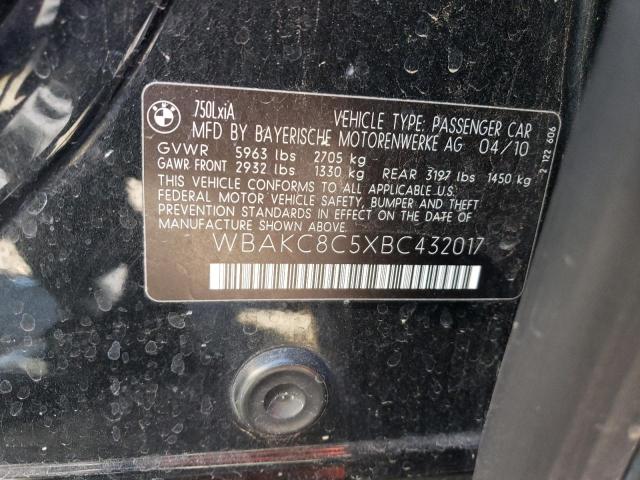 750LxiA
VEHICLE TYPE: PASSENGER CAR
MFD BY BAYERISCHE MOTORENWERKE AG 04/10
GVWR 5963 lbs 2705 kg
GAWR FRONT 2932 lbs 1330 kg REAR 3197 lbs 1450 kg
THIS VEHICLE CONFORMS TO ALL APPLICABLE U.S.
FEDERAL MOTOR VEHICLE SAFETY, BUMPER AND THEFT
PREVENTION STANDARDS IN EFFECT ON THE DATE OF
MANUFACTURE SHOWN ABOVE.
WBAKC8C5XBC432017
2 122 606